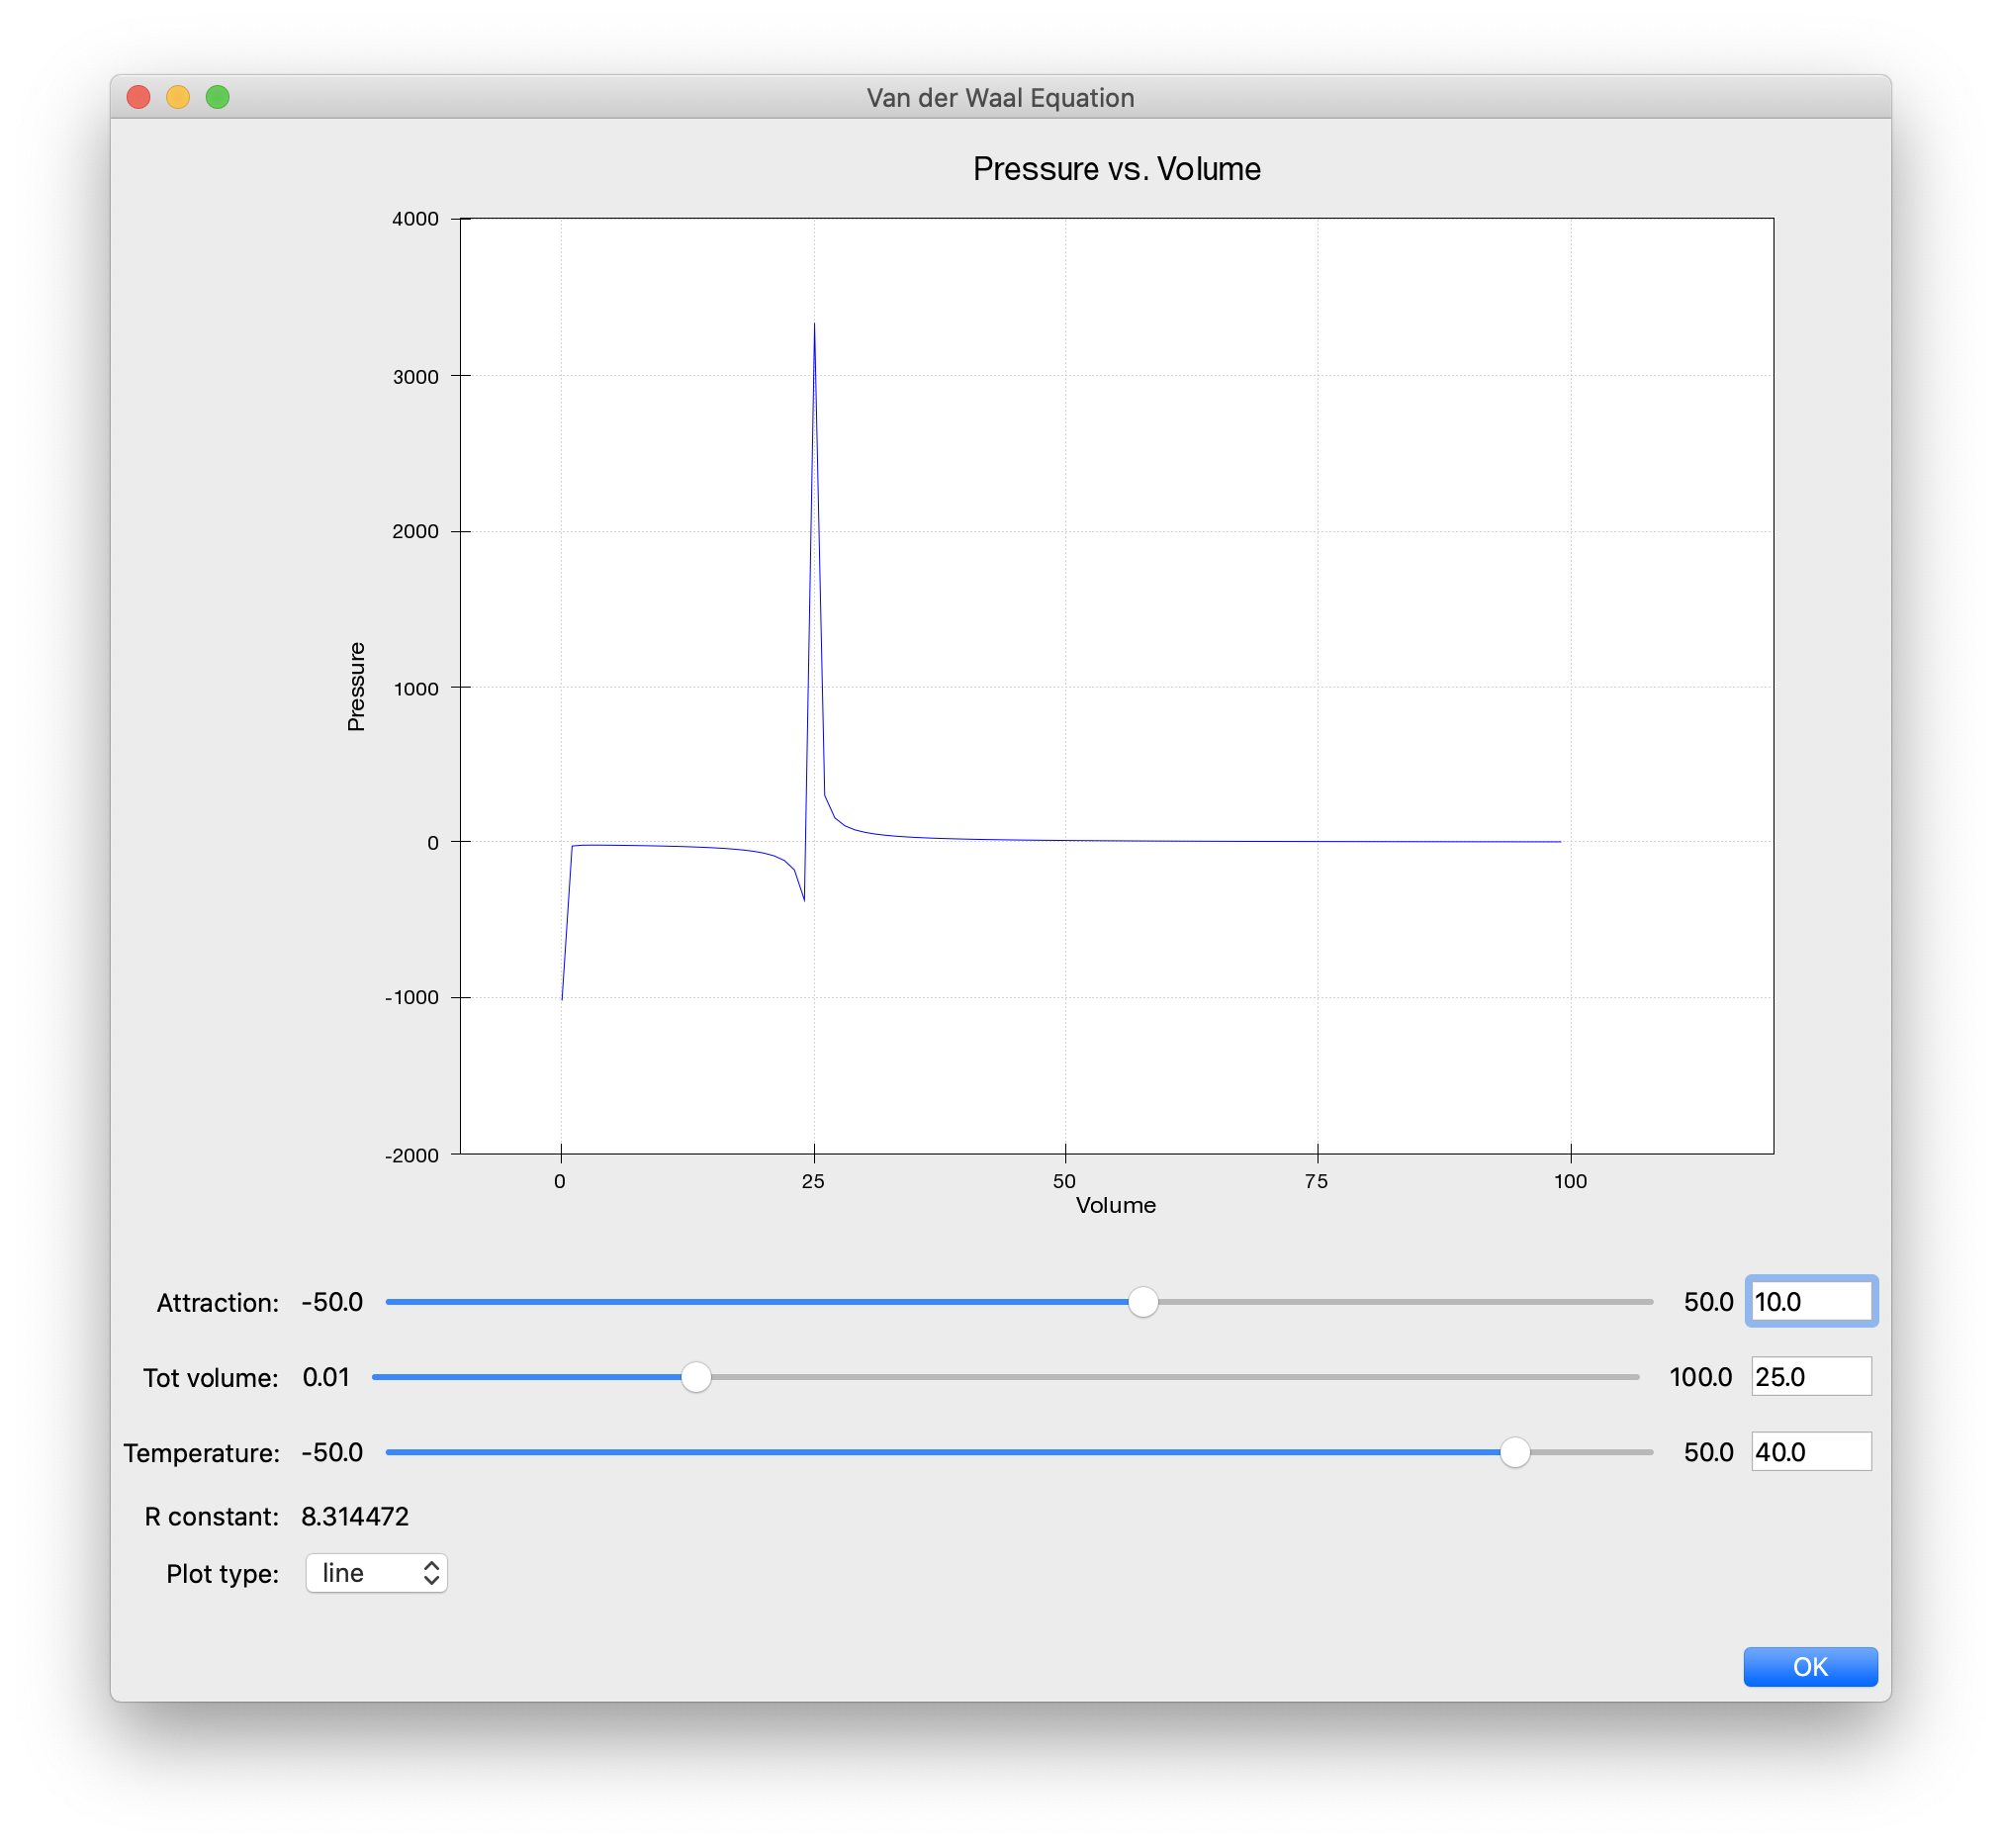 Van der Waal Equation
Pressure vs. Volume
4000
3000
2000
1000
0
-1000
-2000
Pressure
0 25 50 75 100
Volume
Attraction: -50.0 50.0 10.0
Tot volume: 0.01 100.0 25.0
Temperature: -50.0 50.0 40.0
R constant: 8.314472
Plot type: line
OK